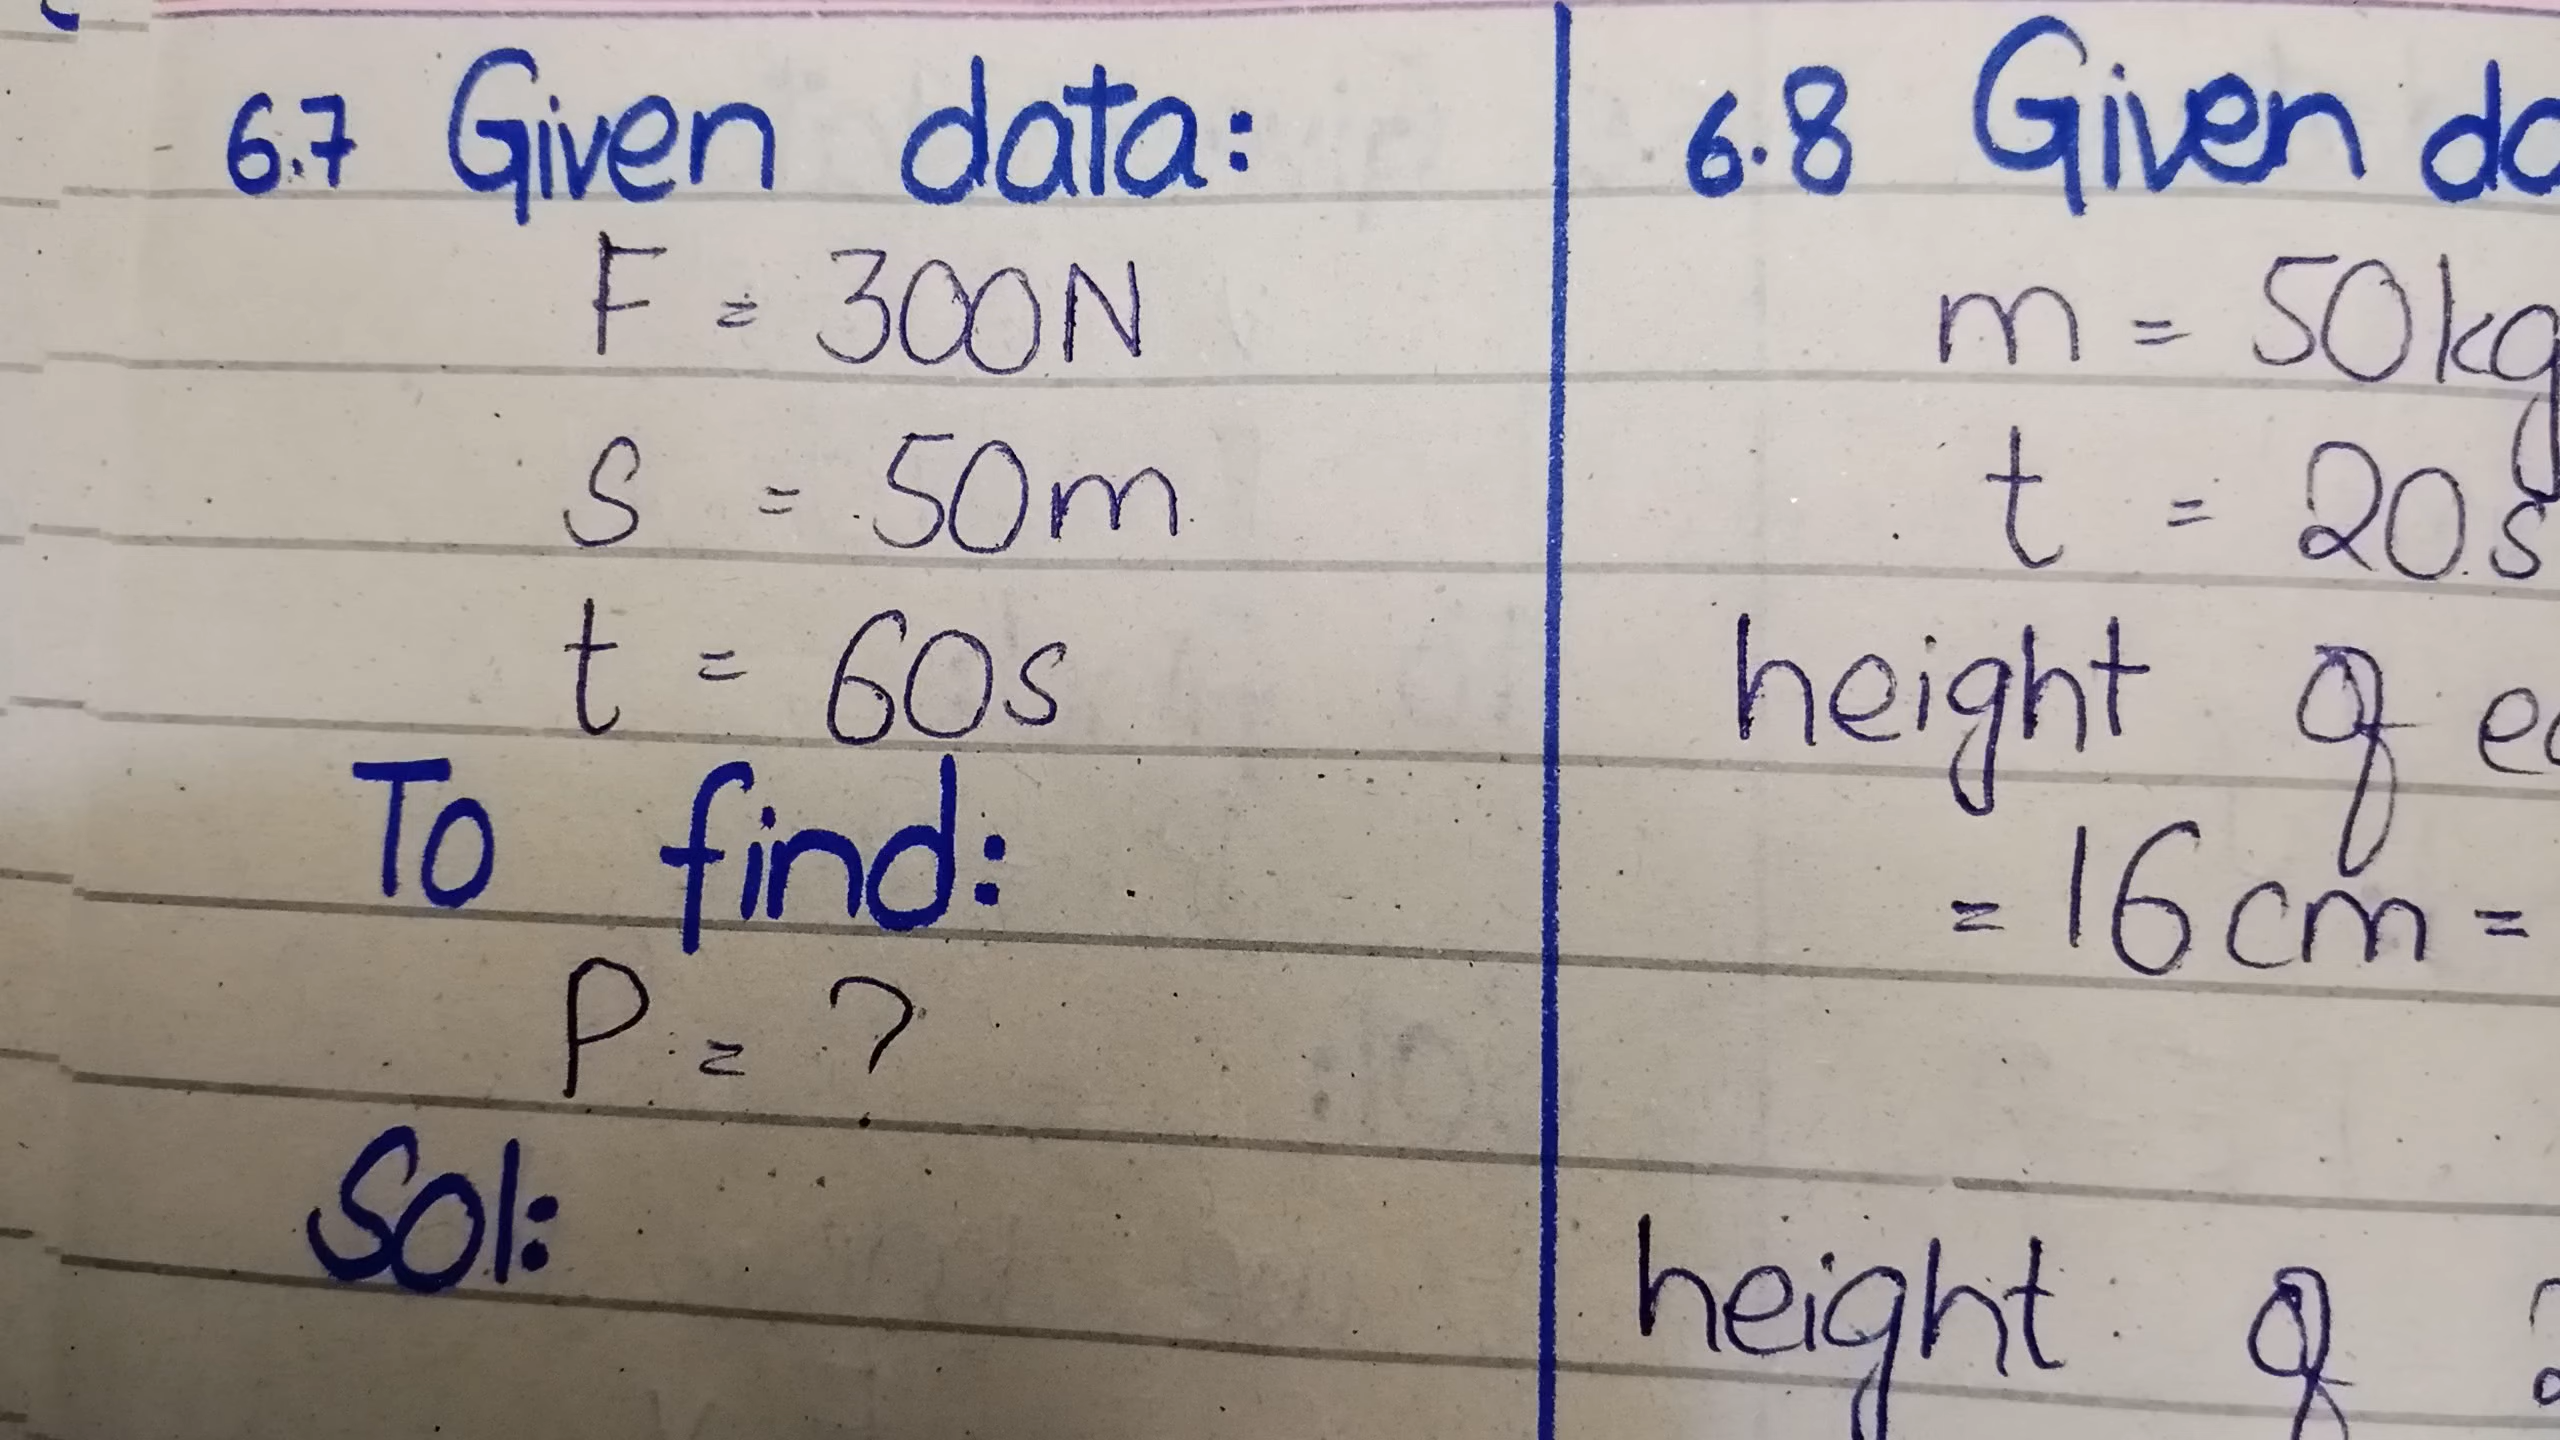 6.7 Given data:
F = 300N
S = 50m
t = 60s
To find:
P = ?
Sol:
6.8 Given
m = 50kg
t = 20s
height of
= 16cm =
height of